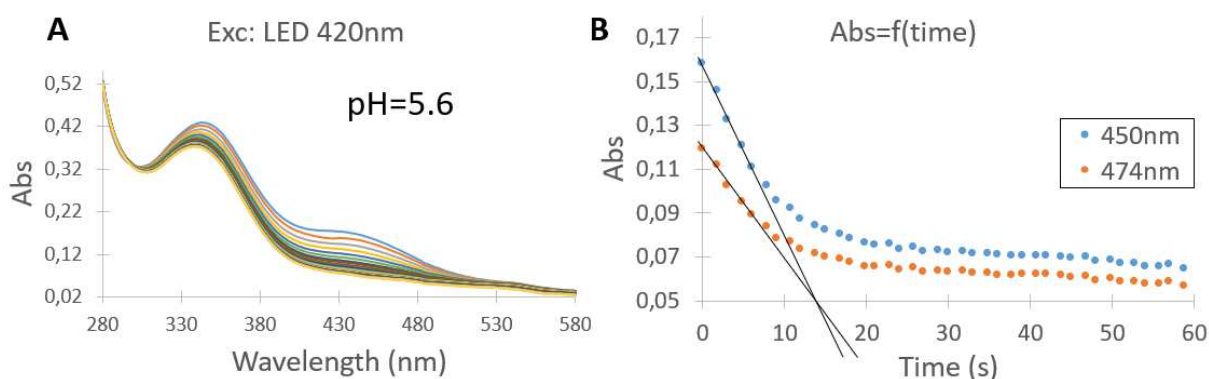 A
Exc: LED 420nm
pH=5.6
0,52
0,42
0,32
0,22
0,12
0,02
Abs
280 330 380 430 480 530 580
Wavelength (nm)
B
Abs=f(time)
0,17
0,15
0,13
0,11
0,09
0,07
0,05
Abs
450nm
474nm
0 10 20 30 40 50 60
Time (s)